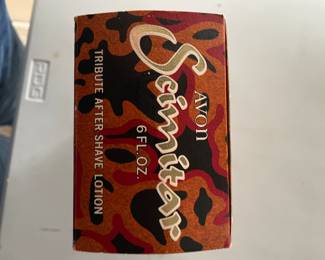 AVON
Scimitar
6 FL. OZ.
TRIBUTE AFTER SHAVE LOTION